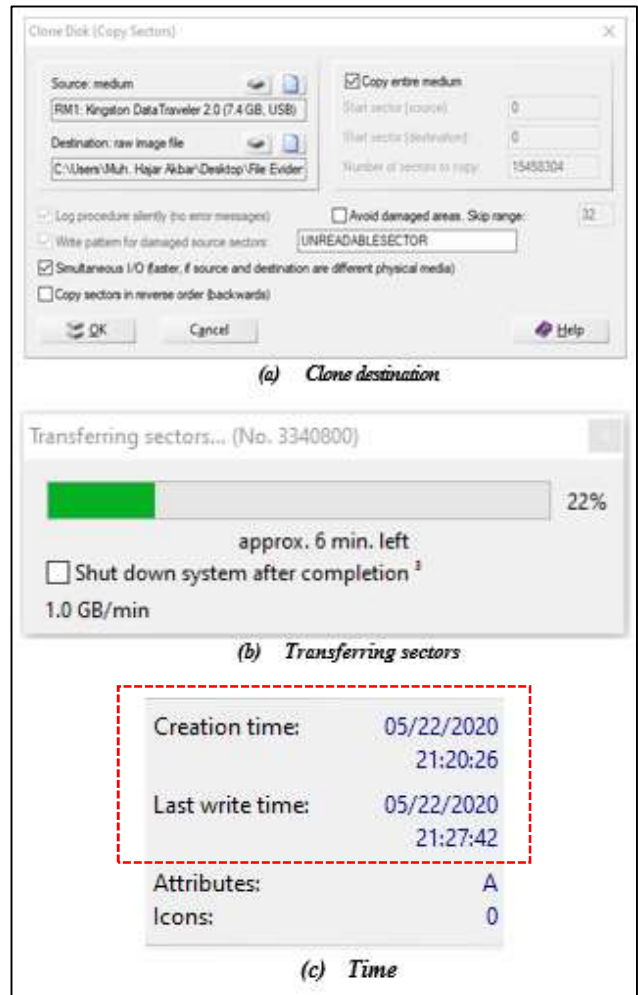 Clone Disk (Copy Sectors)
Source: medium
RM1: Kingston DataTraveler 2.0 (7.4 GB, USB)
Destination: raw image file
C:\Users\Muh. Hajar Akbar\Desktop\File Evider
Copy entire medium
Start sector (source): 0
Start sector (destination): 0
Number of sectors to copy: 15458304
Log procedure silently (no error messages)
Avoid damaged areas. Skip range: 32
Write pattern for damaged source sectors: UNREADABLESECTOR
Simultaneous I/O (faster, if source and destination are different physical media)
Copy sectors in reverse order (backwards)
OK Cancel Help
(a) Clone destination
Transferring sectors... (No. 3340800)
22%
approx. 6 min. left
Shut down system after completion ³
1.0 GB/min
(b) Transferring sectors
Creation time: 05/22/2020
21:20:26
Last write time: 05/22/2020
21:27:42
Attributes: A
Icons: 0
(c) Time